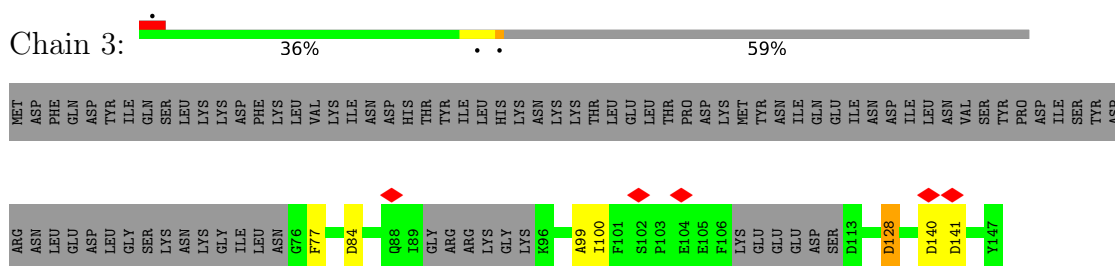 Chain 3:
36% • • 59%
MET ASP PHE GLN ASP TYR ILE GLN SER LEU LYS LYS ASP PHE LYS LEU VAL LYS ILE ASN ASP HIS THR TYR ILE LEU HIS LYS ASN LYS LYS THR LEU GLU LEU THR PRO ASP LYS MET TYR ASN ILE GLN GLU ILE ASN ASP ILE LEU ASN VAL SER TYR PRO ASP ILE SER TYR ASP
ARG ASN LEU GLU ASP LEU GLY SER LYS ASN LYS GLY ILE LEU ASN G76 F77 D84 Q88 I89 GLY ARG ARG LYS GLY LYS K96 A99 I100 F101 S102 P103 E104 E105 F106 LYS GLU GLU GLU ASP SER D113 D128 D140 D141 Y147